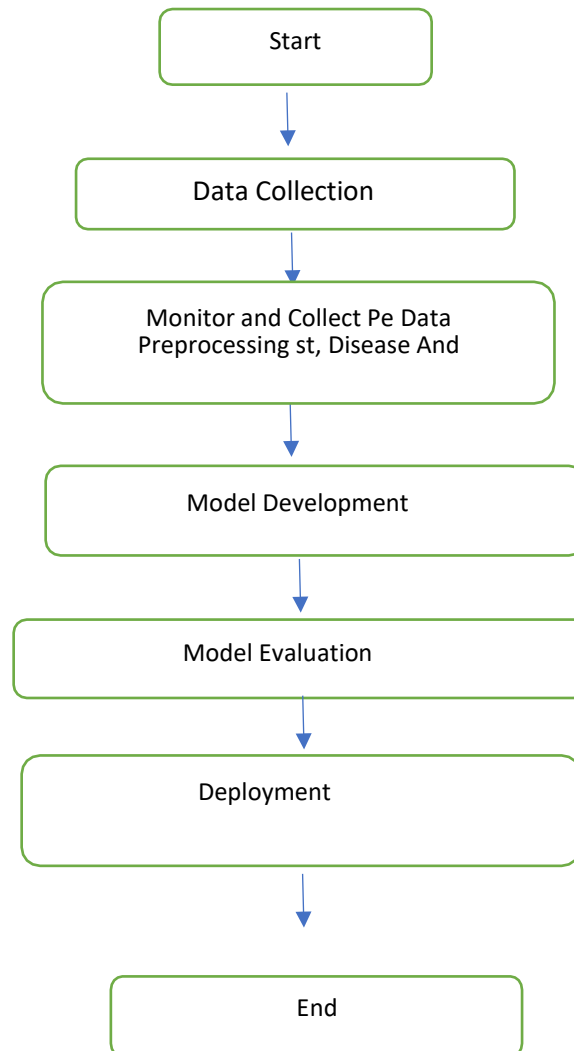 Start
Data Collection
Monitor and Collect Pe Data
Preprocessing st, Disease And
Model Development
Model Evaluation
Deployment
End